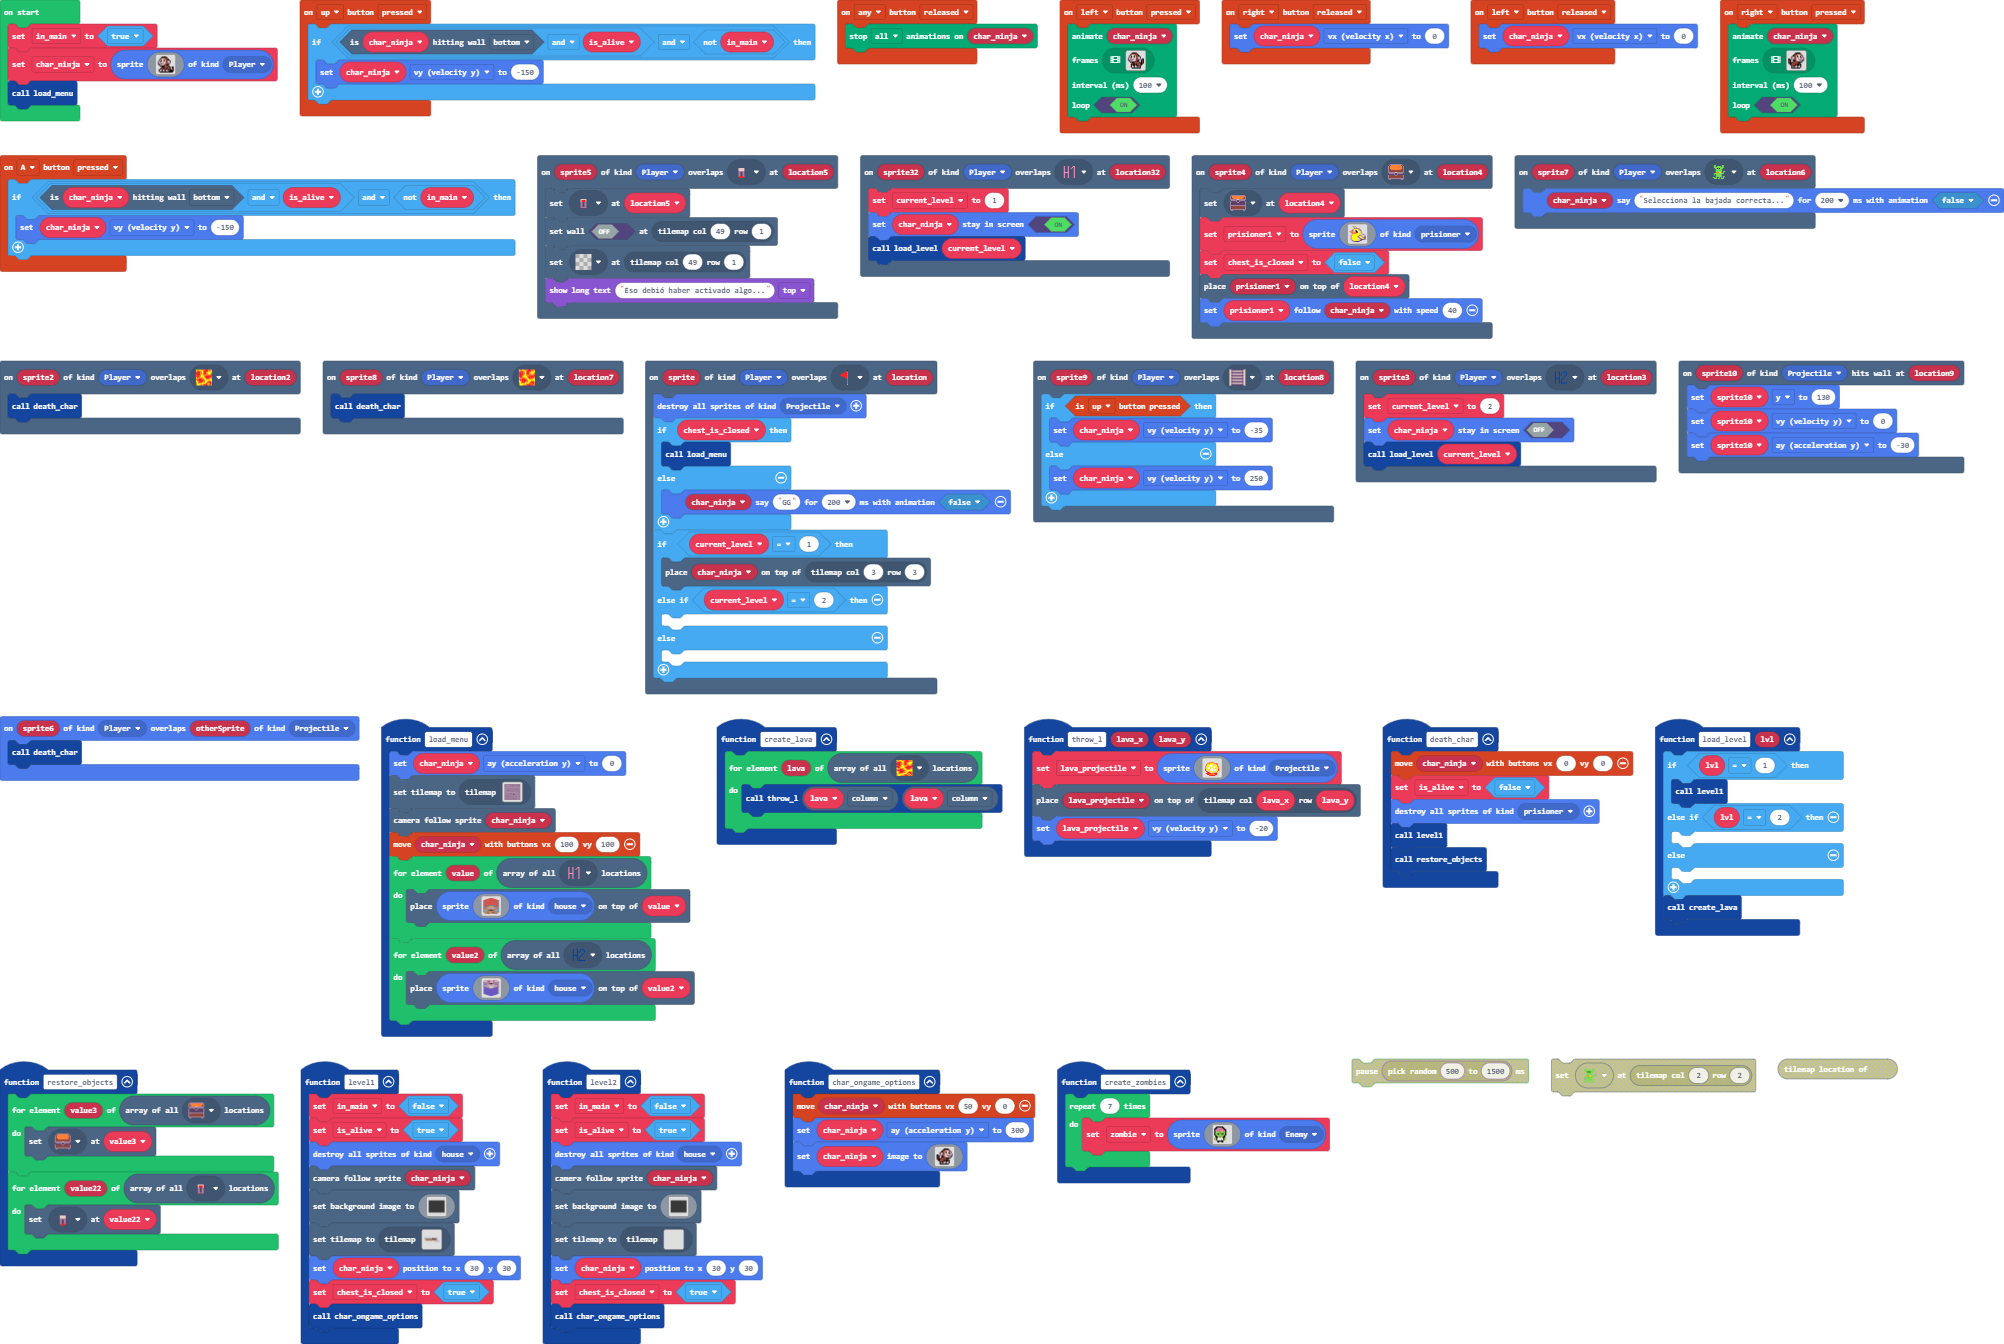 on start
set in_main to true
set char_ninja to sprite of kind Player
call load_menu
on up button pressed
if is char_ninja hitting wall bottom and is_alive and not in_main then
set char_ninja vy (velocity y) to -150
on any button released
stop all animations on char_ninja
on left button pressed
animate char_ninja
frames
interval (ms) 100
loop ON
on right button released
set char_ninja vx (velocity x) to 0
on left button released
set char_ninja vx (velocity x) to 0
on right button pressed
animate char_ninja
frames
interval (ms) 100
loop ON
on A button pressed
if is char_ninja hitting wall bottom and is_alive and not in_main then
set char_ninja vy (velocity y) to -150
on sprite5 of kind Player overlaps at location5
set at location5
set wall OFF at tilemap col 49 row 1
set at tilemap col 49 row 1
show long text "Eso debió haber activado algo..." top
on sprite32 of kind Player overlaps H1 at location32
set current_level to 1
set char_ninja stay in screen ON
call load_level current_level
on sprite4 of kind Player overlaps at location4
set at location4
set prisioner1 to sprite of kind prisioner
set chest_is_closed to false
place prisioner1 on top of location4
set prisioner1 follow char_ninja with speed 40
on sprite7 of kind Player overlaps at location6
char_ninja say "Selecciona la bajada correcta..." for 200 ms with animation false
on sprite2 of kind Player overlaps at location2
call death_char
on sprite8 of kind Player overlaps at location7
call death_char
on sprite of kind Player overlaps at location
destroy all sprites of kind Projectile
if chest_is_closed then
call load_menu
else
char_ninja say "GG" for 200 ms with animation false
if current_level = 1 then
place char_ninja on top of tilemap col 3 row 3
else if current_level = 2 then
else
on sprite9 of kind Player overlaps at location8
if is up button pressed then
set char_ninja vy (velocity y) to -35
else
set char_ninja vy (velocity y) to 250
on sprite3 of kind Player overlaps H2 at location3
set current_level to 2
set char_ninja stay in screen OFF
call load_level current_level
on sprite10 of kind Projectile hits wall at location9
set sprite10 y to 130
set sprite10 vy (velocity y) to 0
set sprite10 ay (acceleration y) to -30
on sprite6 of kind Player overlaps otherSprite of kind Projectile
call death_char
function load_menu
set char_ninja ay (acceleration y) to 0
set tilemap to tilemap
camera follow sprite char_ninja
move char_ninja with buttons vx 100 vy 100
for element value of array of all H1 locations
do
place sprite of kind house on top of value
for element value2 of array of all H2 locations
do
place sprite of kind house on top of value2
function create_lava
for element lava of array of all locations
do
call throw_l lava column lava column
function throw_l lava_x lava_y
set lava_projectile to sprite of kind Projectile
place lava_projectile on top of tilemap col lava_x row lava_y
set lava_projectile vy (velocity y) to -20
function death_char
move char_ninja with buttons vx 0 vy 0
set is_alive to false
destroy all sprites of kind prisioner
call level1
call restore_objects
function load_level lvl
if lvl = 1 then
call level1
else if lvl = 2 then
else
call create_lava
function restore_objects
for element value3 of array of all locations
do
set at value3
for element value22 of array of all locations
do
set at value22
function level1
set in_main to false
set is_alive to true
destroy all sprites of kind house
camera follow sprite char_ninja
set background image to
set tilemap to tilemap
set char_ninja position to x 30 y 30
set chest_is_closed to true
call char_ongame_options
function level2
set in_main to false
set is_alive to true
destroy all sprites of kind house
camera follow sprite char_ninja
set background image to
set tilemap to tilemap
set char_ninja position to x 30 y 30
set chest_is_closed to true
call char_ongame_options
function char_ongame_options
move char_ninja with buttons vx 50 vy 0
set char_ninja ay (acceleration y) to 300
set char_ninja image to
function create_zombies
repeat 7 times
do
set zombie to sprite of kind Enemy
pause pick random 500 to 1500 ms
set at tilemap col 2 row 2
tilemap location of